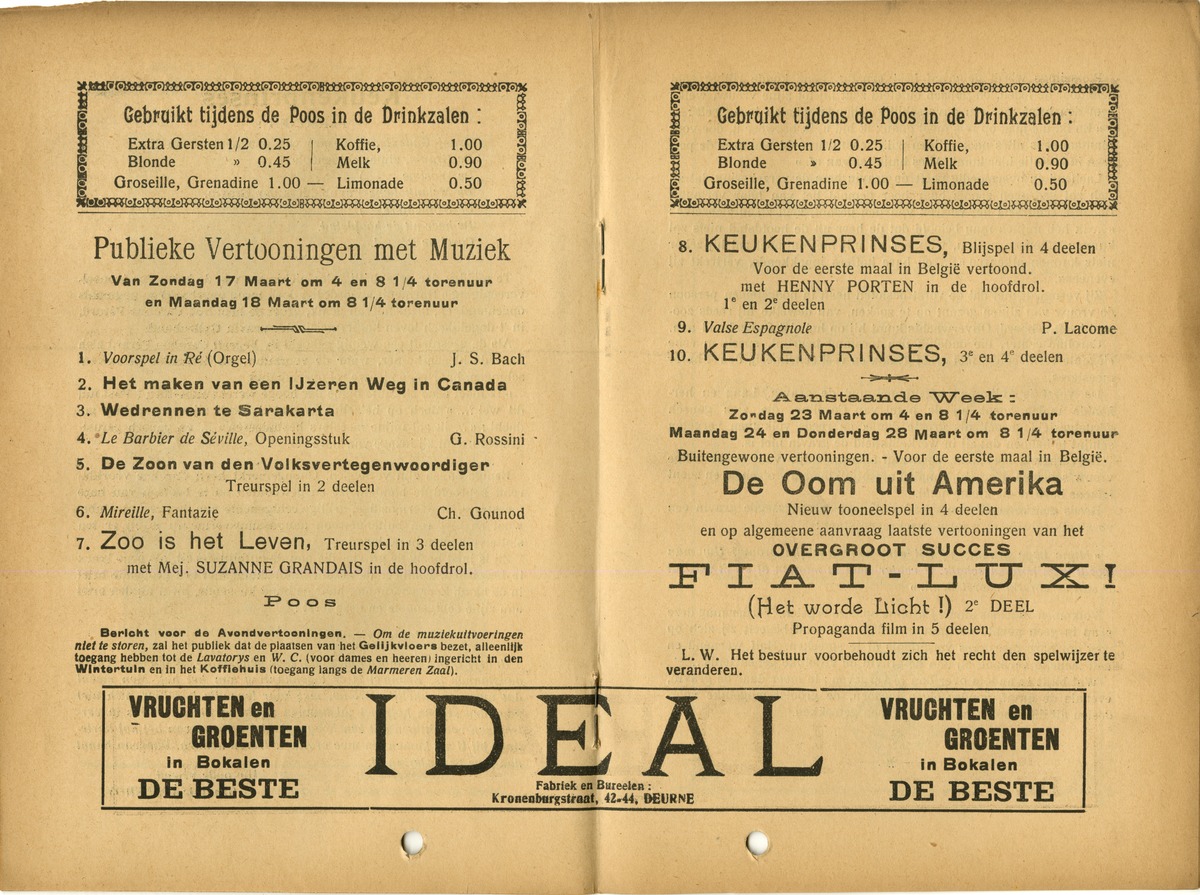 Gebruikt tijdens de Poos in de Drinkzalen :
Extra Gersten 1/2 0.25 | Koffie, 1.00
Blonde » 0.45 | Melk 0.90
Groseille, Grenadine 1.00 — Limonade 0.50
Publieke Vertooningen met Muziek
Van Zondag 17 Maart om 4 en 8 1/4 torenuur
en Maandag 18 Maart om 8 1/4 torenuur
1. Voorspel in Ré (Orgel) J. S. Bach
2. Het maken van een IJzeren Weg in Canada
3. Wedrennen te Sarakarta
4. Le Barbier de Séville, Openingsstuk G. Rossini
5. De Zoon van den Volksvertegenwoordiger
Treurspel in 2 deelen
6. Mireille, Fantazie Ch. Gounod
7. Zoo is het Leven, Treurspel in 3 deelen
met Mej. SUZANNE GRANDAIS in de hoofdrol.
Poos
Bericht voor de Avondvertooningen. — Om de muziekuitvoeringen
niet te storen, zal het publiek dat de plaatsen van het Gelijkvloers bezet, alleenlijk
toegang hebben tot de Lavatorys en W. C. (voor dames en heeren) ingericht in den
Wintertuin en in het Koffiehuis (toegang langs de Marmeren Zaal).
Gebruikt tijdens de Poos in de Drinkzalen :
Extra Gersten 1/2 0.25 | Koffie, 1.00
Blonde » 0.45 | Melk 0.90
Groseille, Grenadine 1.00 — Limonade 0.50
8. KEUKENPRINSES, Blijspel in 4 deelen
Voor de eerste maal in België vertoond.
met HENNY PORTEN in de hoofdrol.
1e en 2e deelen
9. Valse Espagnole P. Lacome
10. KEUKENPRINSES, 3e en 4e deelen
Aanstaande Week :
Zondag 23 Maart om 4 en 8 1/4 torenuur
Maandag 24 en Donderdag 28 Maart om 8 1/4 torenuur
Buitengewone vertooningen. - Voor de eerste maal in België.
De Oom uit Amerika
Nieuw tooneelspel in 4 deelen
en op algemeene aanvraag laatste vertooningen van het
OVERGROOT SUCCES
FIAT-LUX!
(Het worde Licht !) 2e DEEL
Propaganda film in 5 deelen
L. W. Het bestuur voorbehoudt zich het recht den spelwijzer te
veranderen.
VRUCHTEN en
GROENTEN
in Bokalen
DE BESTE
IDEAL
Fabriek en Bureelen :
Kronenburgstraat, 42-44, DEURNE
VRUCHTEN en
GROENTEN
in Bokalen
DE BESTE